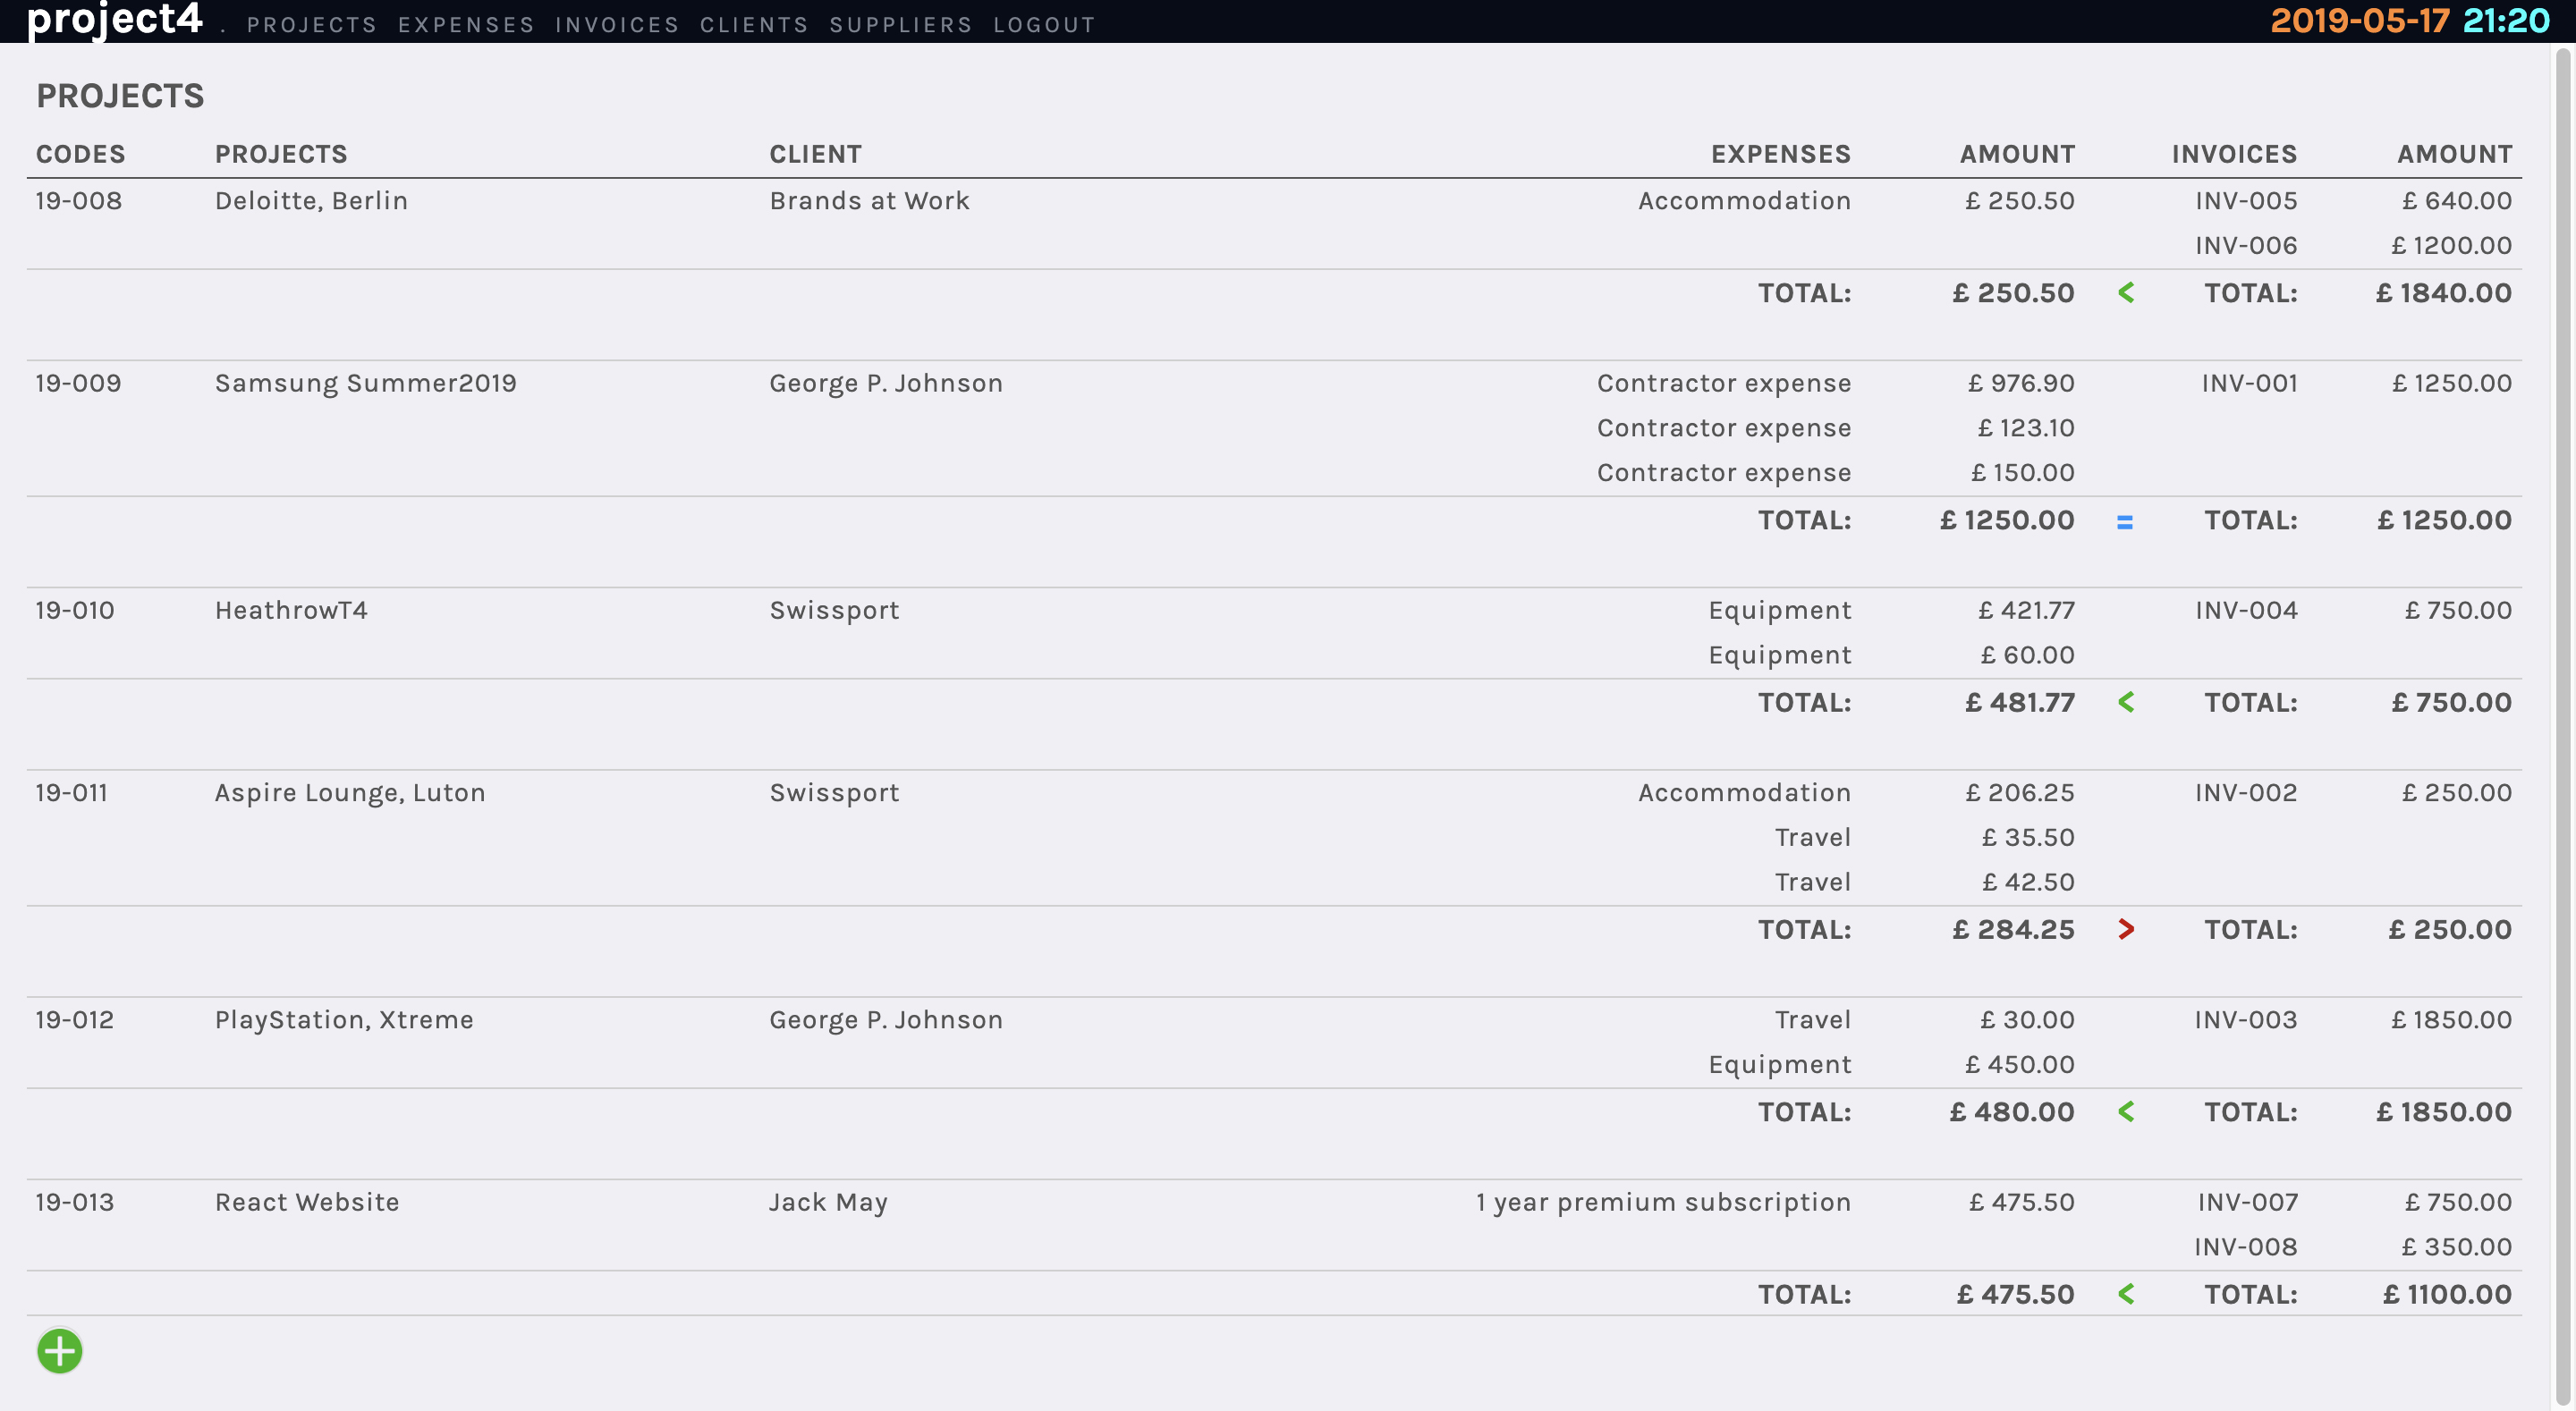 project4 . PROJECTS EXPENSES INVOICES CLIENTS SUPPLIERS LOGOUT 2019-05-17 21:20
PROJECTS
CODES PROJECTS CLIENT EXPENSES AMOUNT INVOICES AMOUNT
19-008 Deloitte, Berlin Brands at Work Accommodation £ 250.50 INV-005 £ 640.00
INV-006 £ 1200.00
TOTAL: £ 250.50 < TOTAL: £ 1840.00
19-009 Samsung Summer2019 George P. Johnson Contractor expense £ 976.90 INV-001 £ 1250.00
Contractor expense £ 123.10
Contractor expense £ 150.00
TOTAL: £ 1250.00 = TOTAL: £ 1250.00
19-010 HeathrowT4 Swissport Equipment £ 421.77 INV-004 £ 750.00
Equipment £ 60.00
TOTAL: £ 481.77 < TOTAL: £ 750.00
19-011 Aspire Lounge, Luton Swissport Accommodation £ 206.25 INV-002 £ 250.00
Travel £ 35.50
Travel £ 42.50
TOTAL: £ 284.25 > TOTAL: £ 250.00
19-012 PlayStation, Xtreme George P. Johnson Travel £ 30.00 INV-003 £ 1850.00
Equipment £ 450.00
TOTAL: £ 480.00 < TOTAL: £ 1850.00
19-013 React Website Jack May 1 year premium subscription £ 475.50 INV-007 £ 750.00
INV-008 £ 350.00
TOTAL: £ 475.50 < TOTAL: £ 1100.00